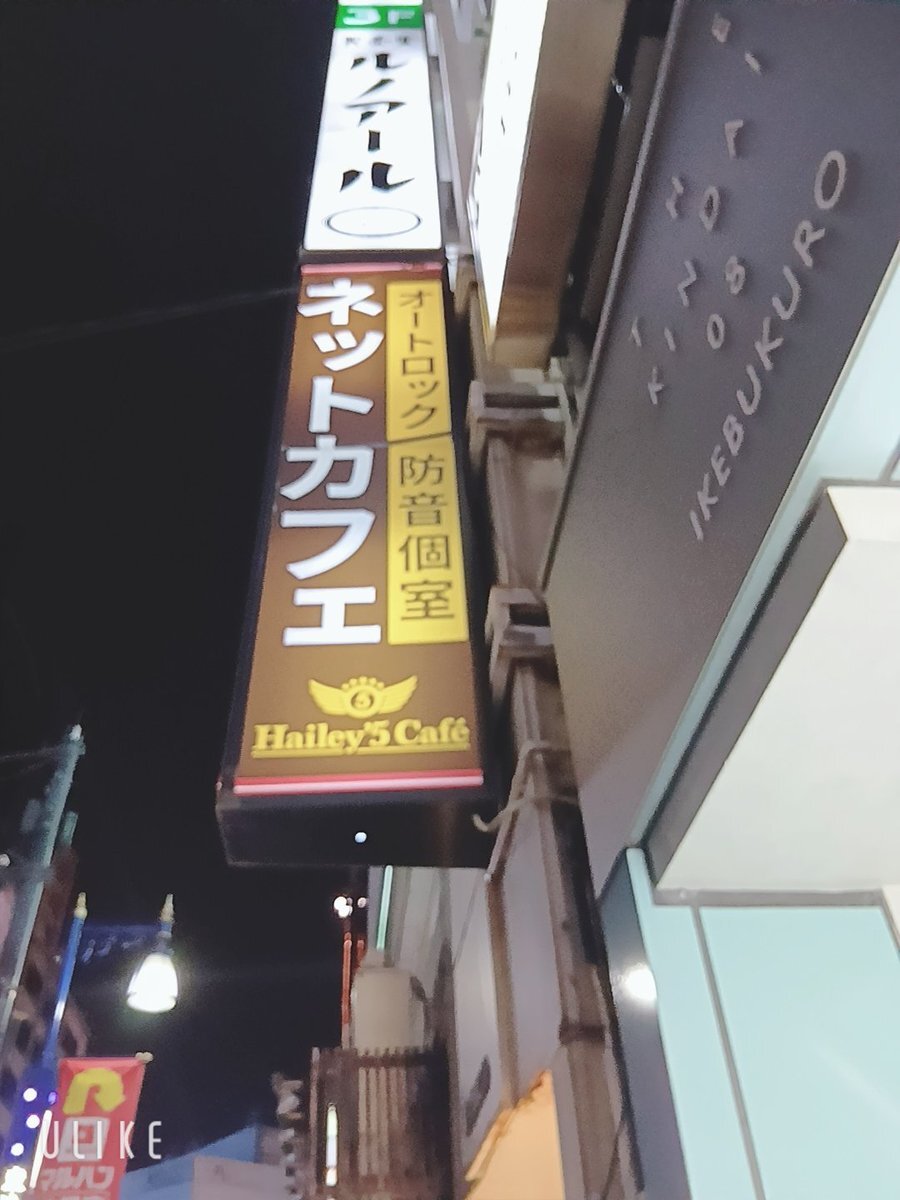 3F
ルノアール
オートロック
防音個室
ネットカフェ
5
Hailey'5 Café
IKEBUKURO
マルハン
ULIKE